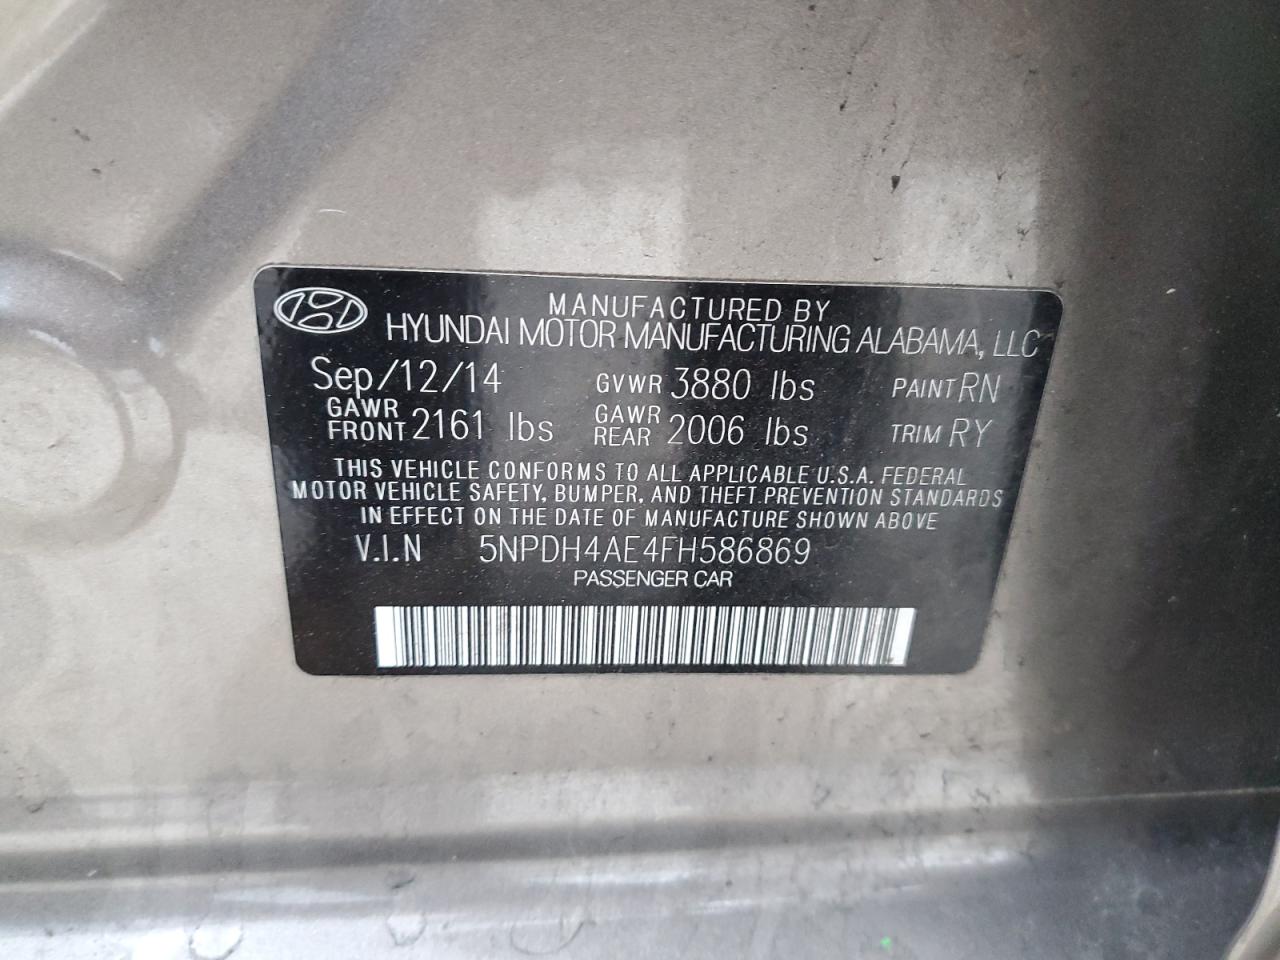 MANUFACTURED BY
HYUNDAI MOTOR MANUFACTURING ALABAMA, LLC
Sep/12/14 GVWR 3880 lbs PAINT RN
GAWR FRONT 2161 lbs GAWR REAR 2006 lbs TRIM RY
THIS VEHICLE CONFORMS TO ALL APPLICABLE U.S.A. FEDERAL
MOTOR VEHICLE SAFETY, BUMPER, AND THEFT PREVENTION STANDARDS
IN EFFECT ON THE DATE OF MANUFACTURE SHOWN ABOVE
V.I.N 5NPDH4AE4FH586869
PASSENGER CAR